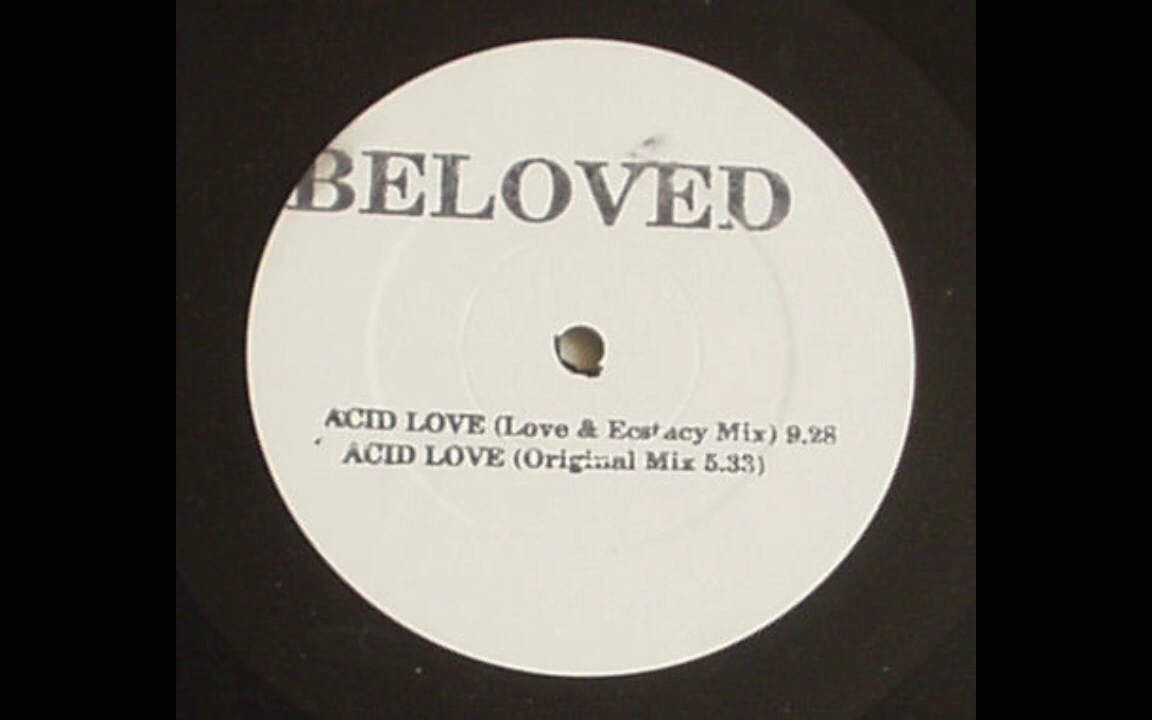 BELOVED
ACID LOVE (Love & Ecstacy Mix) 9.28
ACID LOVE (Original Mix 5.33)